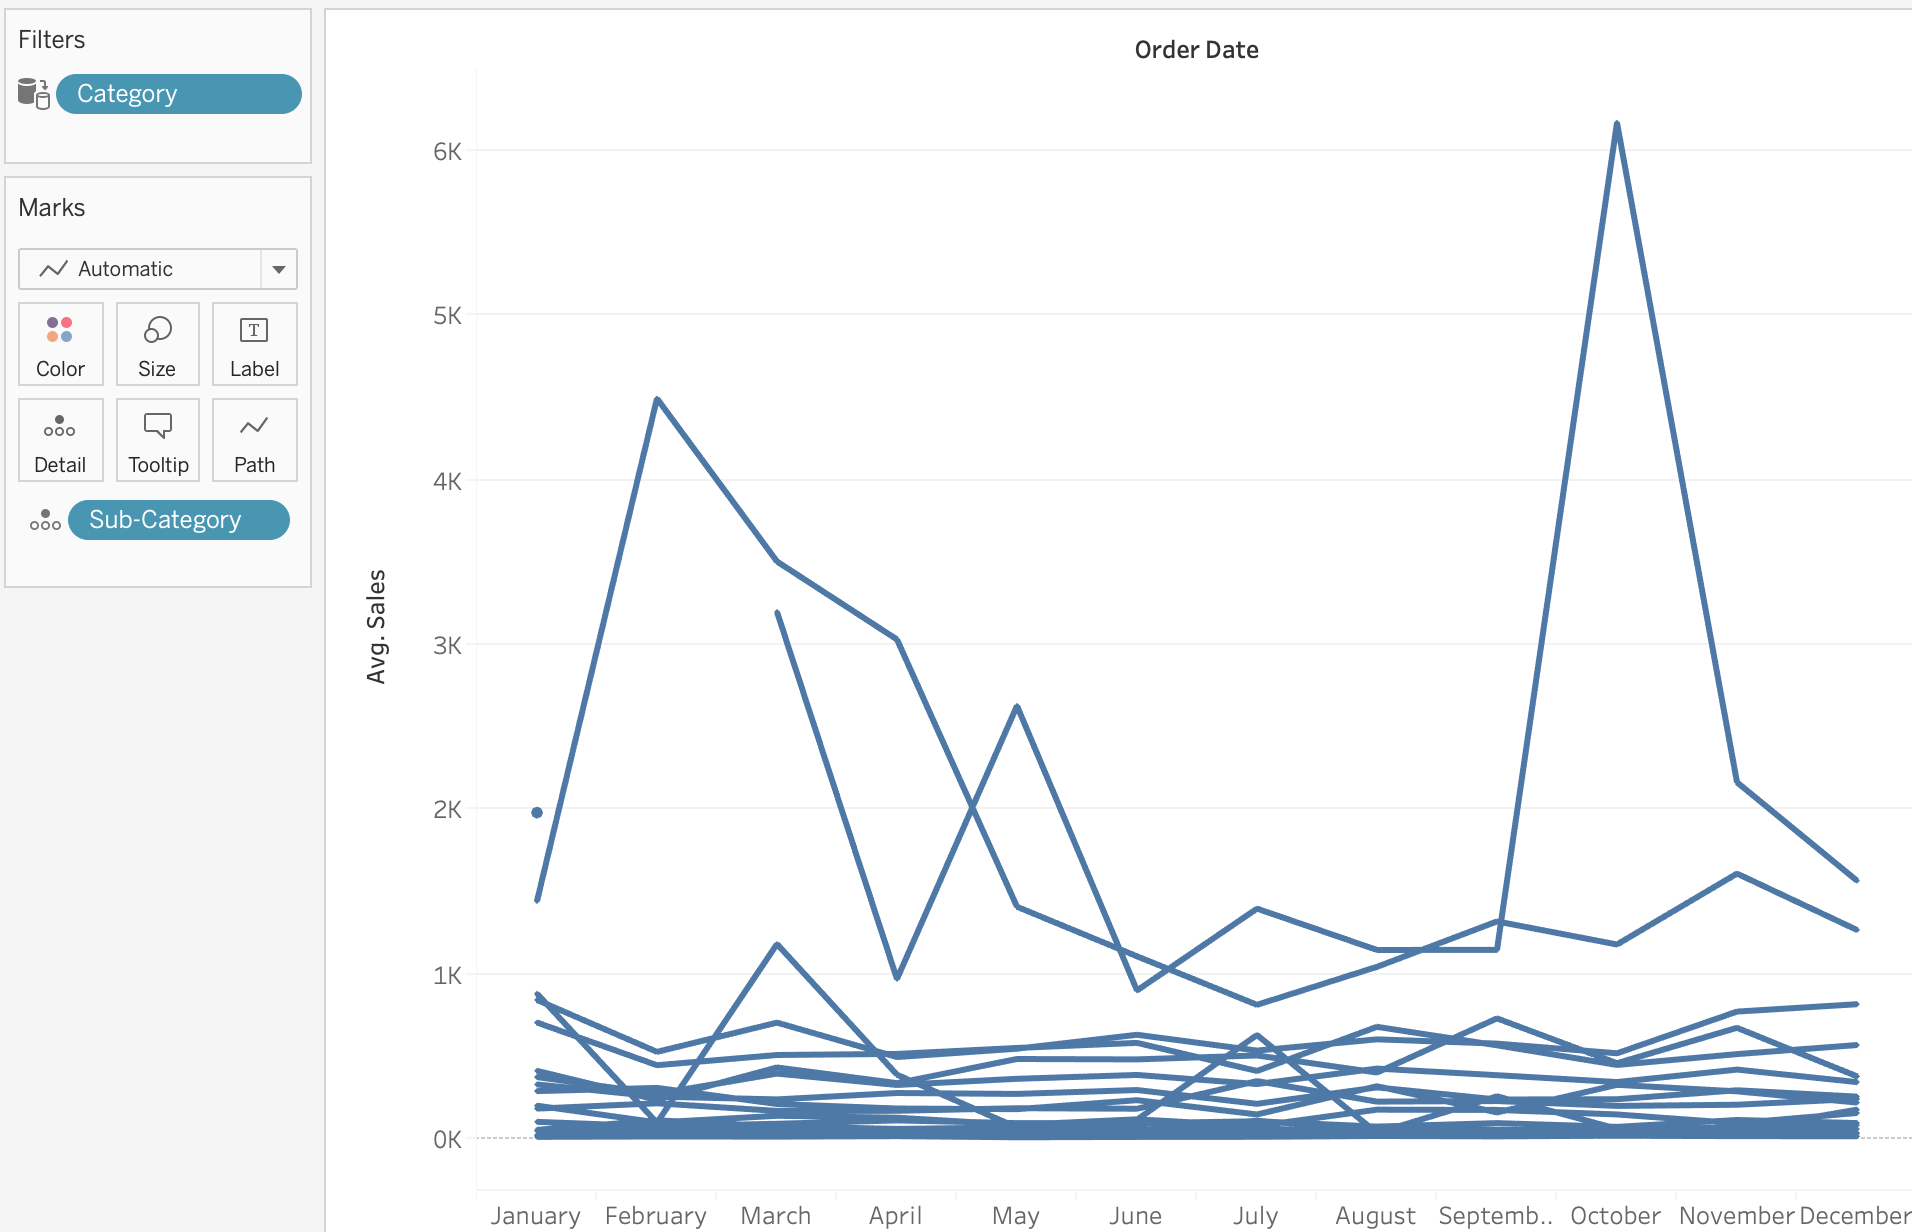 Filters
Category
Marks
Automatic
Color Size Label
T
Detail Tooltip Path
Sub-Category
Order Date
Avg. Sales
6K
5K
4K
3K
2K
1K
0K
January February March April May June July August Septemb.. October November December